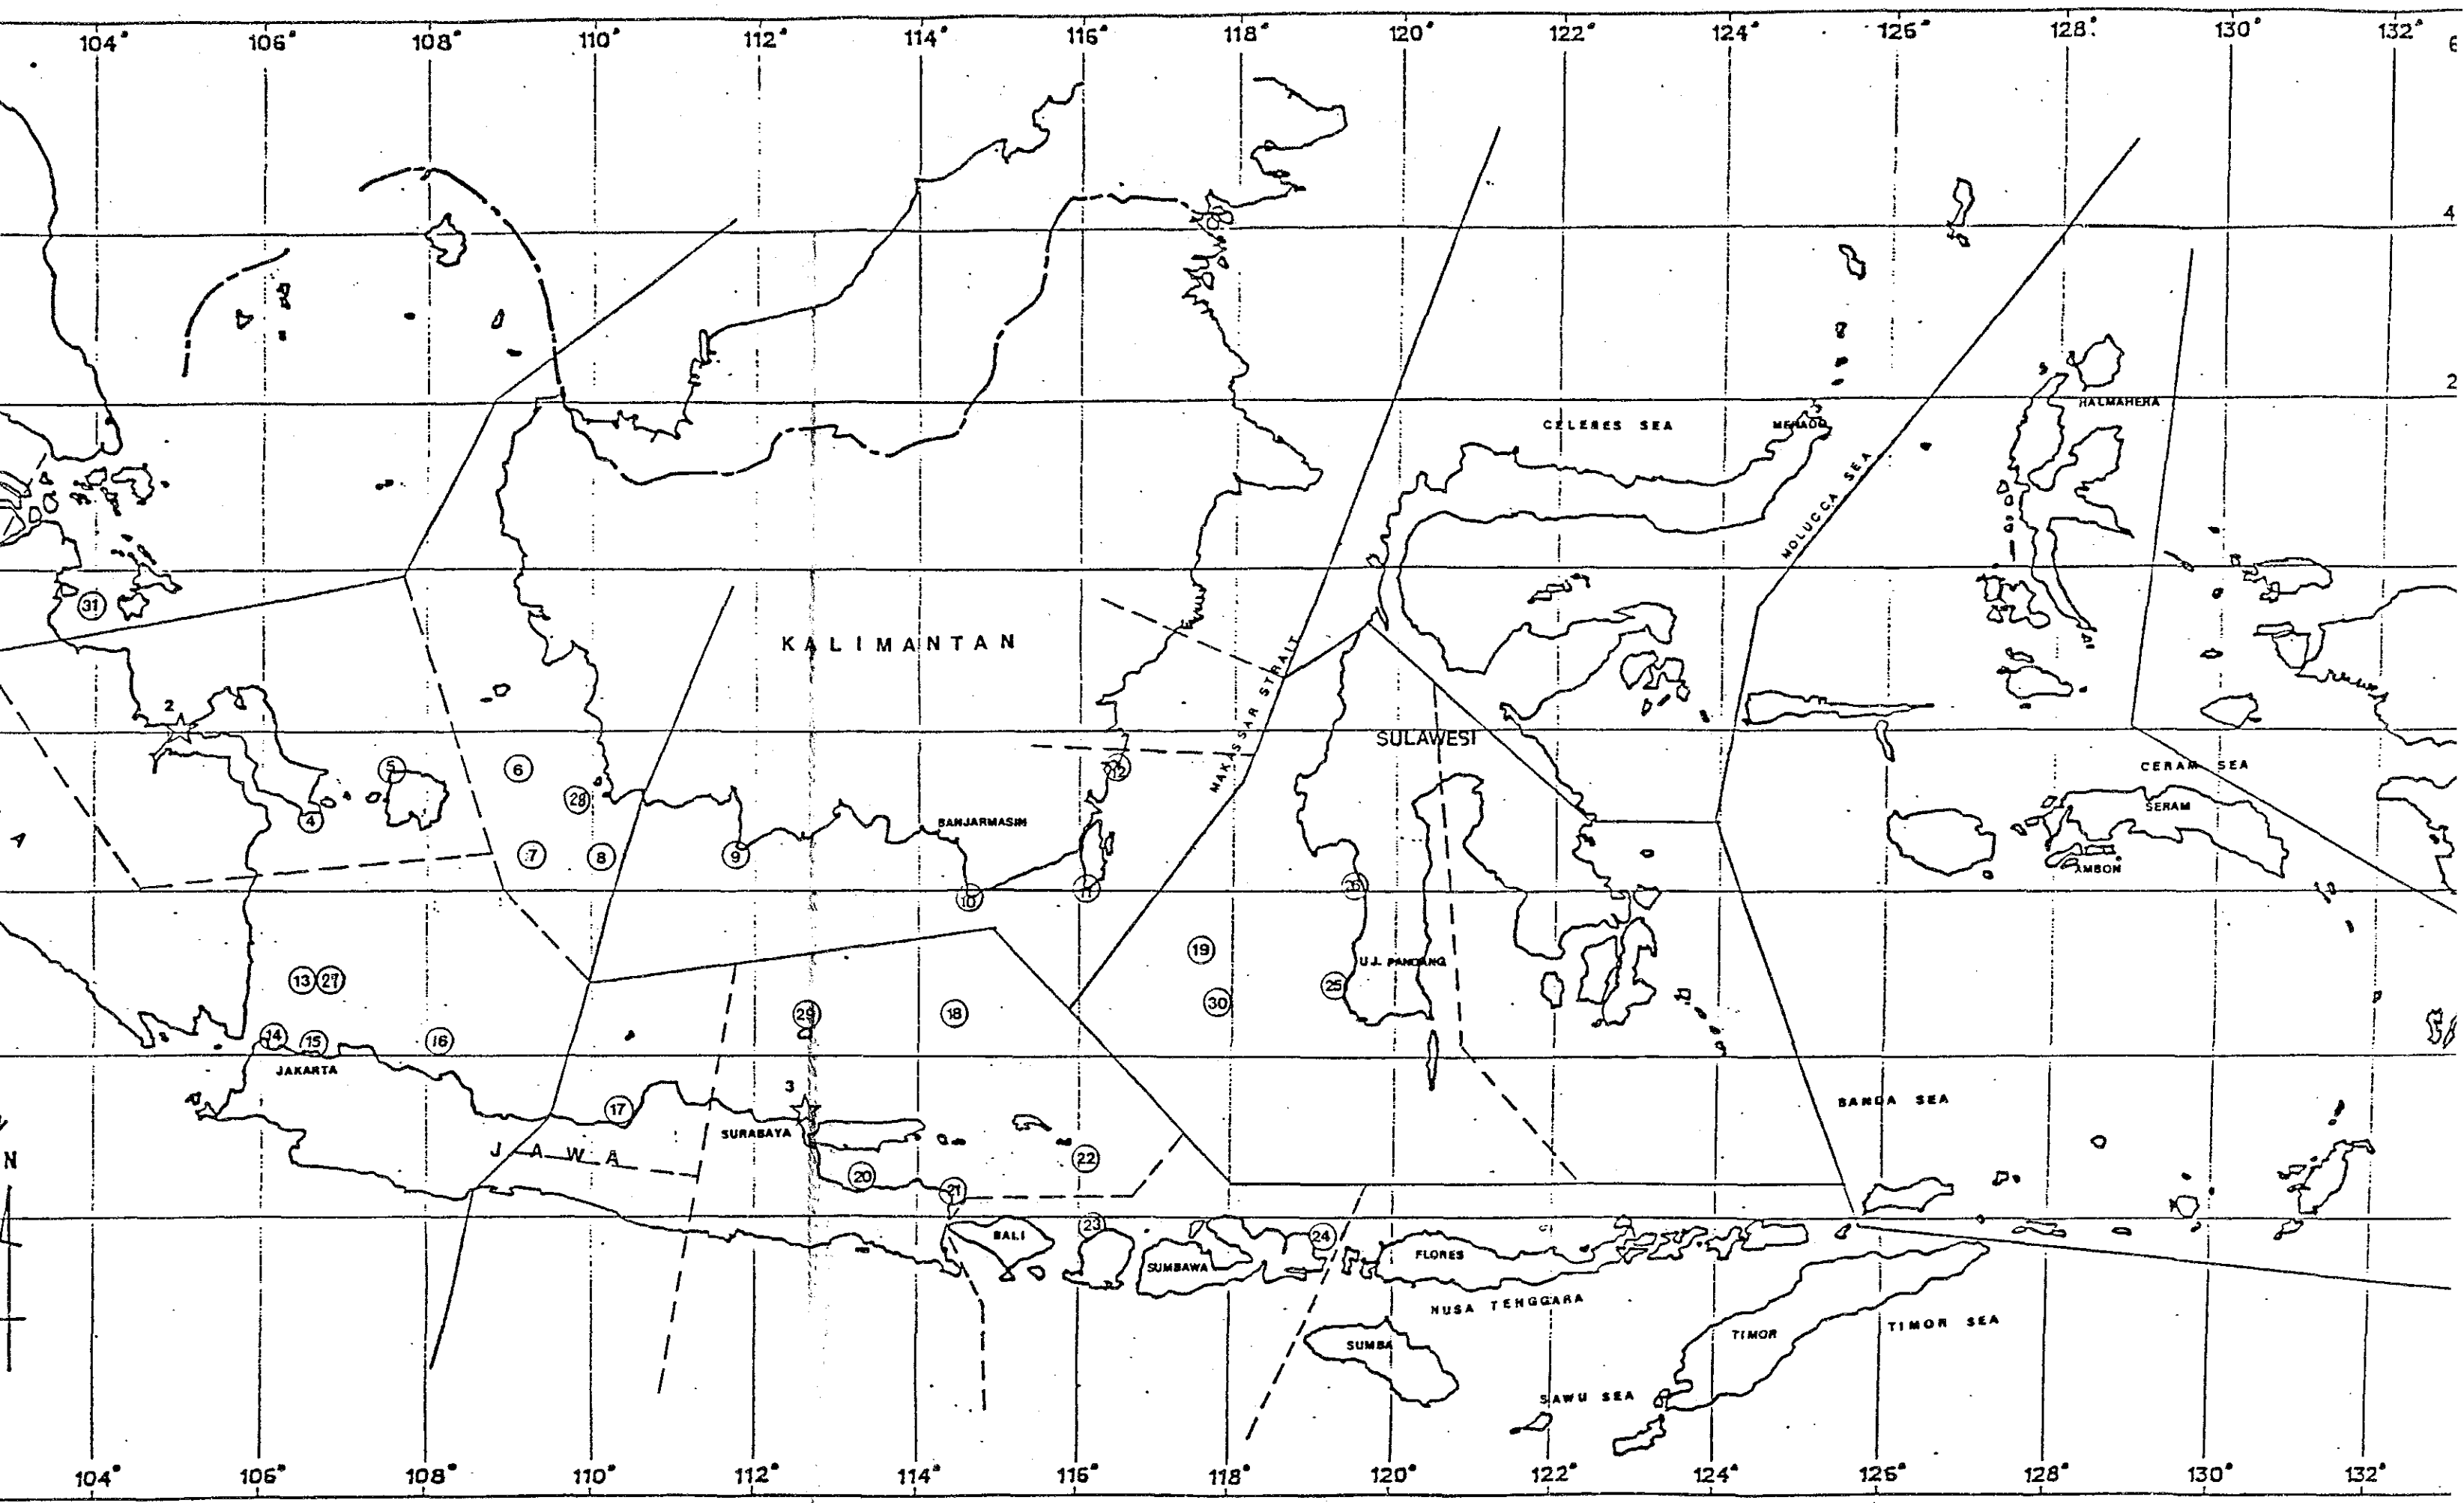 104° 106° 108° 110° 112° 114° 116° 118° 120° 122° 124° 126° 128° 130° 132° 6
4
2
HALMAHERA
CELEBES SEA MENADO
MOLUCCA SEA
31
KALIMANTAN
MAKASSAR STRAIT
2
SULAWESI
5 6 12 CERAM SEA
28 SERAM
4 BANJARMASIN
7 8 9 AMBON
10 11 26
19
UJ. PANDANG
13 27 25
30
29 18
14 15 16
JAKARTA
3 BANDA SEA
17
SURABAYA
JAWA
N
22
20
21
23
BALI 24
FLORES
SUMBAWA
NUSA TENGGARA
TIMOR SEA
TIMOR
SUMBA
SAWU SEA
104° 106° 108° 110° 112° 114° 116° 118° 120° 122° 124° 126° 128° 130° 132°